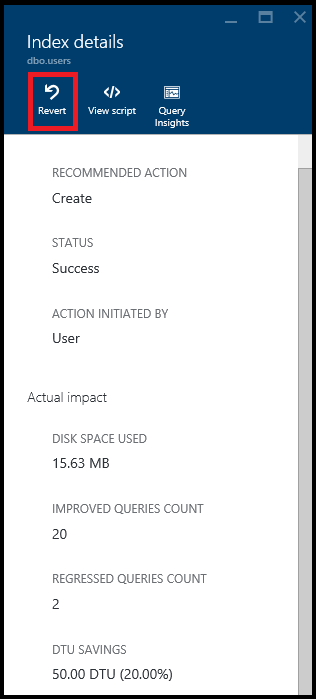 Index details
dbo.users
Revert
View script
Query
Insights
RECOMMENDED ACTION
Create
STATUS
Success
ACTION INITIATED BY
User
Actual impact
DISK SPACE USED
15.63 MB
IMPROVED QUERIES COUNT
20
REGRESSED QUERIES COUNT
2
DTU SAVINGS
50.00 DTU (20.00%)